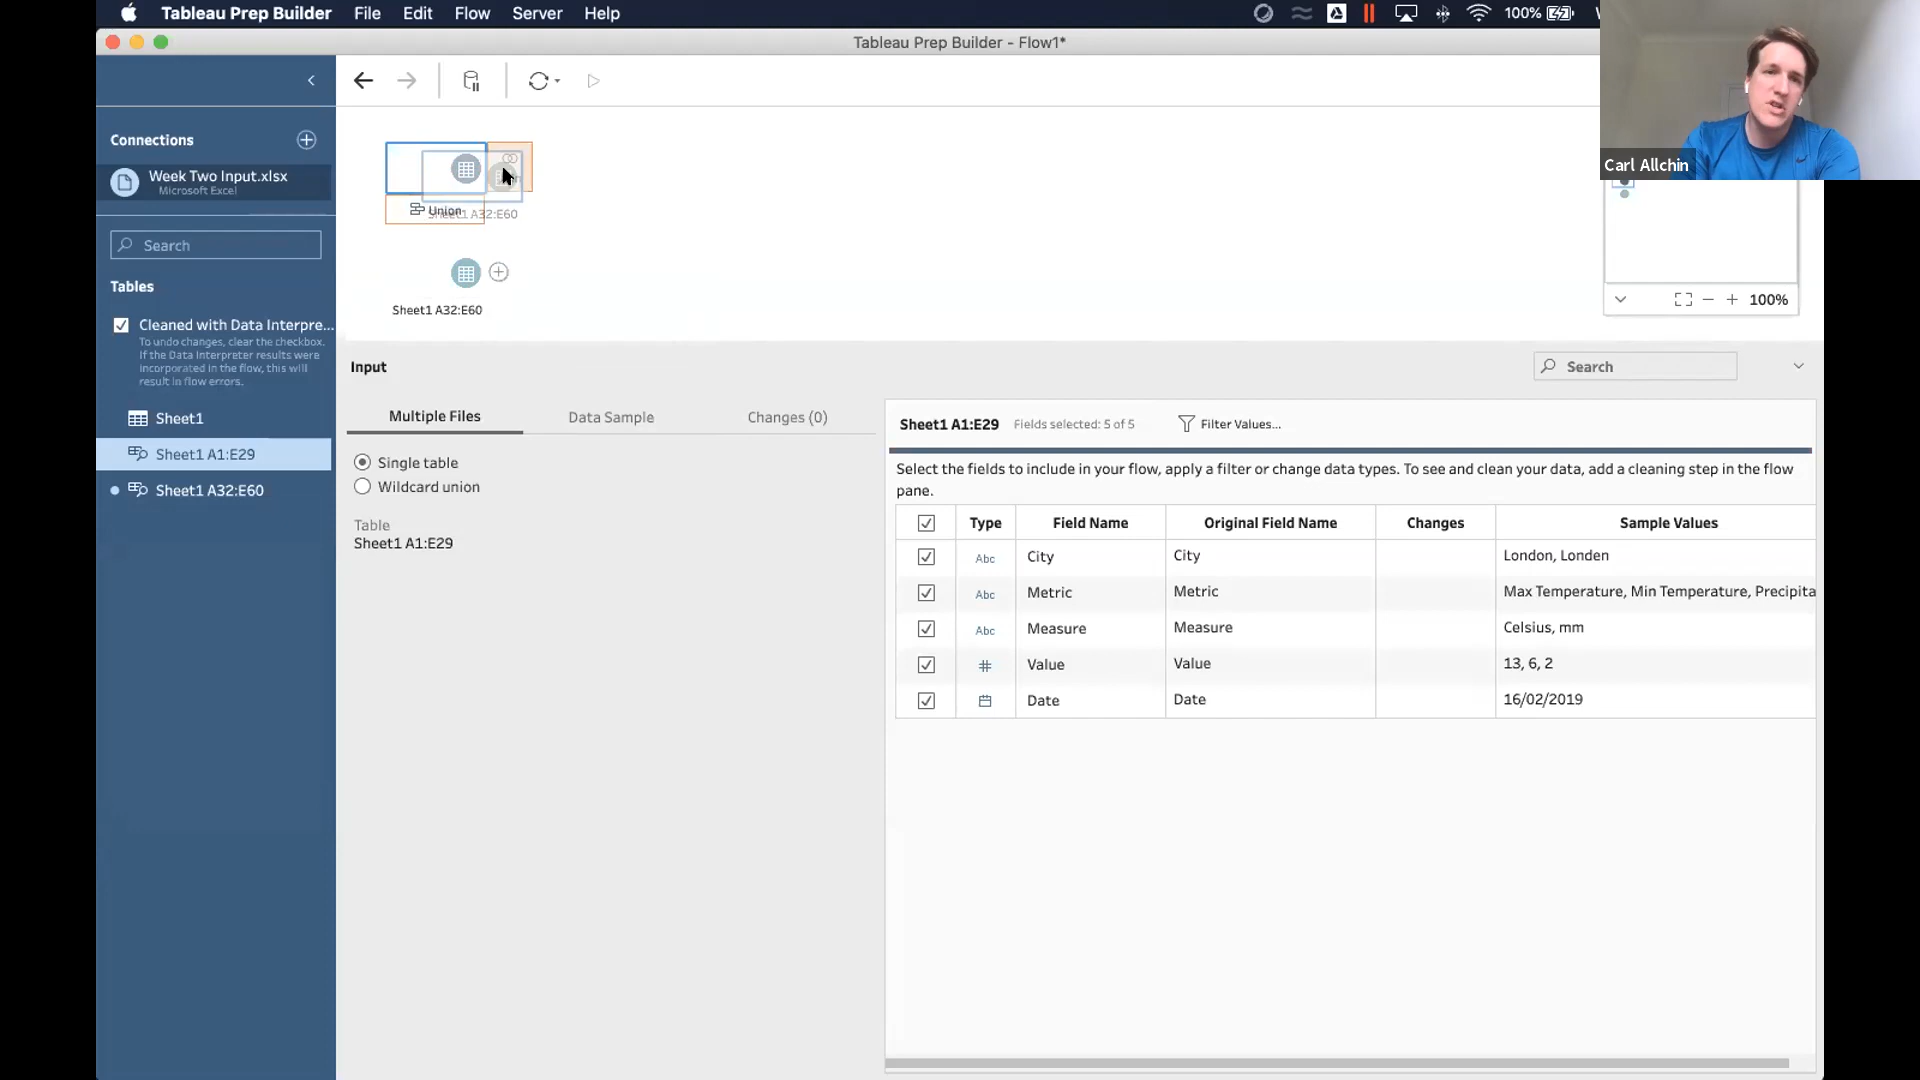 Tableau Prep Builder File Edit Flow Server Help 100%
Tableau Prep Builder - Flow1*
Connections
Week Two Input.xlsx
Microsoft Excel
Search
Tables
Cleaned with Data Interpre...
To undo changes, clear the checkbox.
If the Data Interpreter results were
incorporated in the flow, this will
result in flow errors.
Sheet1
Sheet1 A1:E29
Sheet1 A32:E60
Union
Sheet1 A32:E60
Sheet1 A32:E60
Carl Allchin
100%
Input
Search
Multiple Files Data Sample Changes (0)
Single table
Wildcard union
Table
Sheet1 A1:E29
Sheet1 A1:E29 Fields selected: 5 of 5 Filter Values...
Select the fields to include in your flow, apply a filter or change data types. To see and clean your data, add a cleaning step in the flow
pane.
Type Field Name Original Field Name Changes Sample Values
Abc City City London, Londen
Abc Metric Metric Max Temperature, Min Temperature, Precipita
Abc Measure Measure Celsius, mm
# Value Value 13, 6, 2
Date Date 16/02/2019